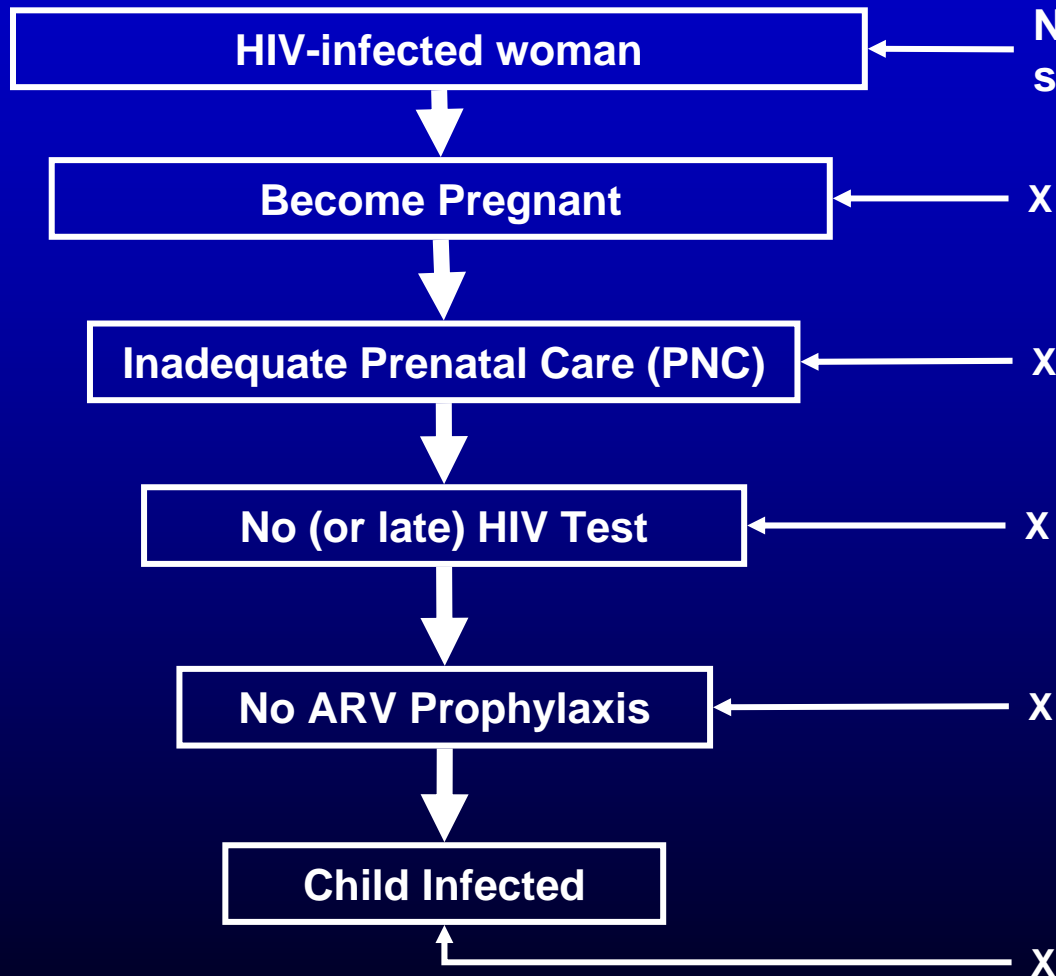 HIV-infected woman
Become Pregnant
X
Inadequate Prenatal Care (PNC)
X
No (or late) HIV Test
X
No ARV Prophylaxis
X
Child Infected
X